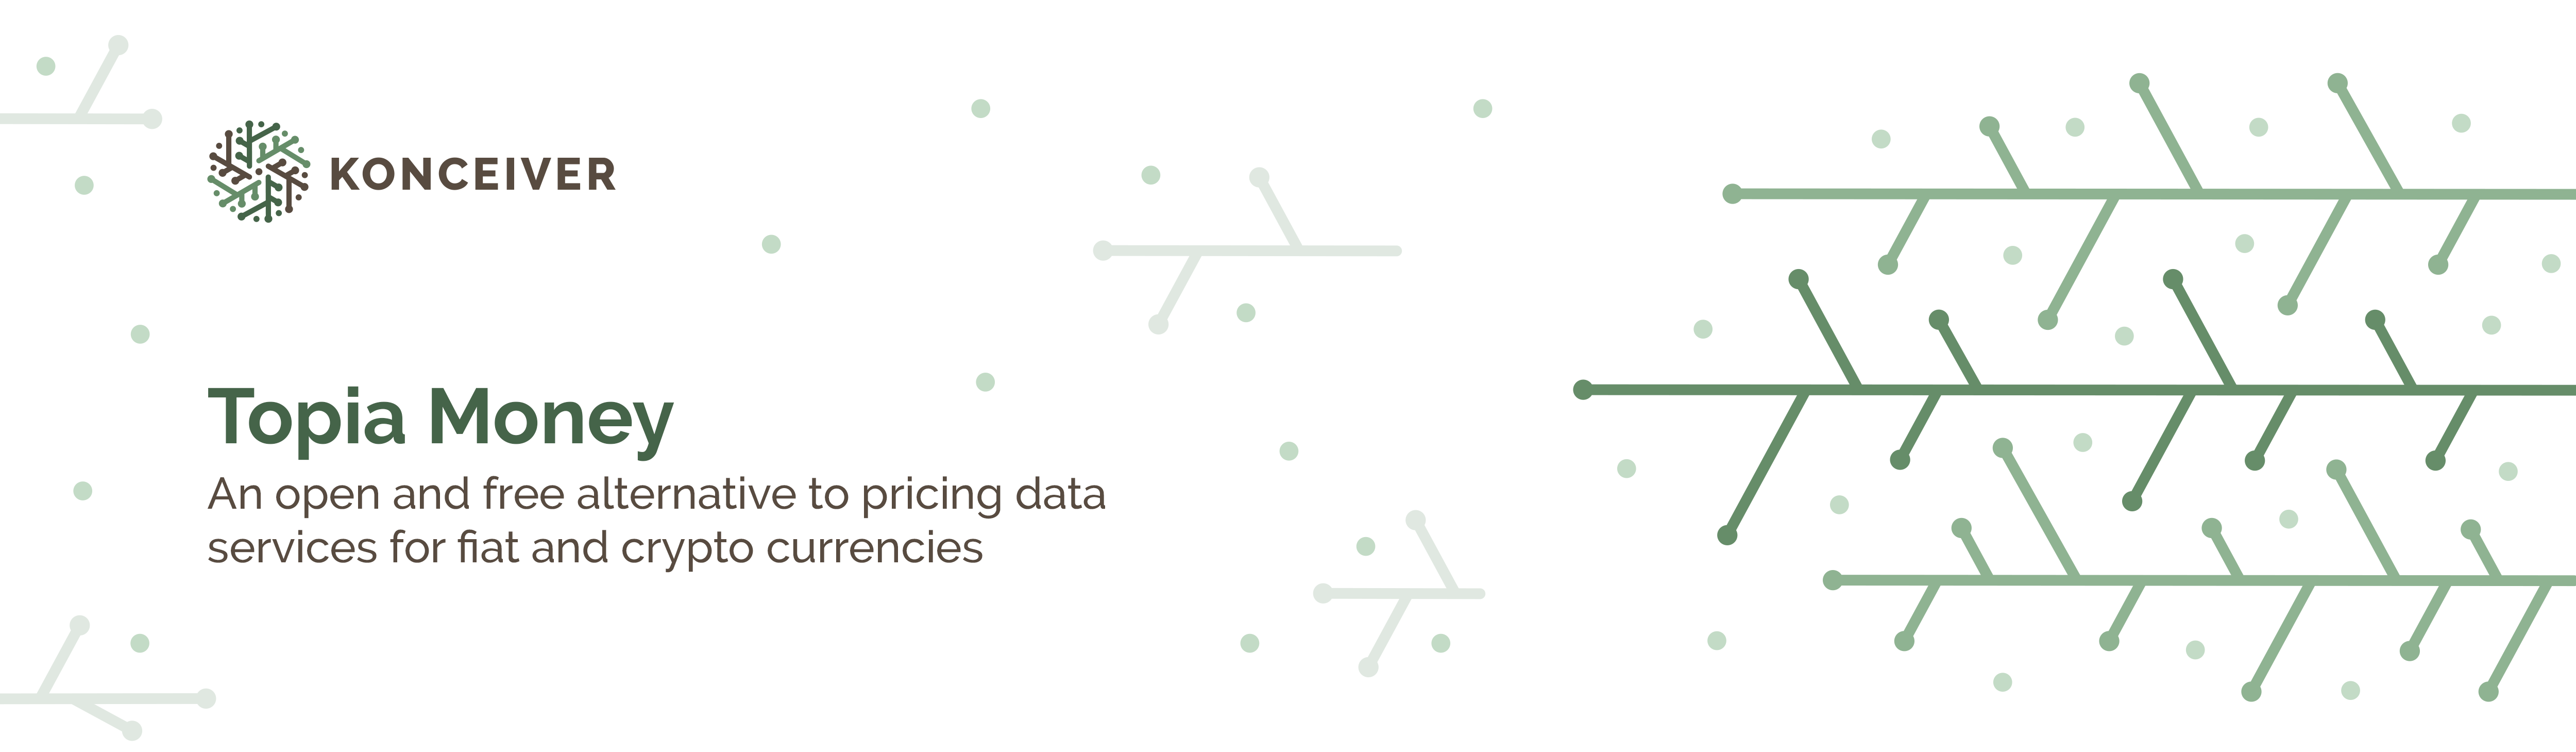 KONCEIVER
Topia Money
An open and free alternative to pricing data
services for fiat and crypto currencies